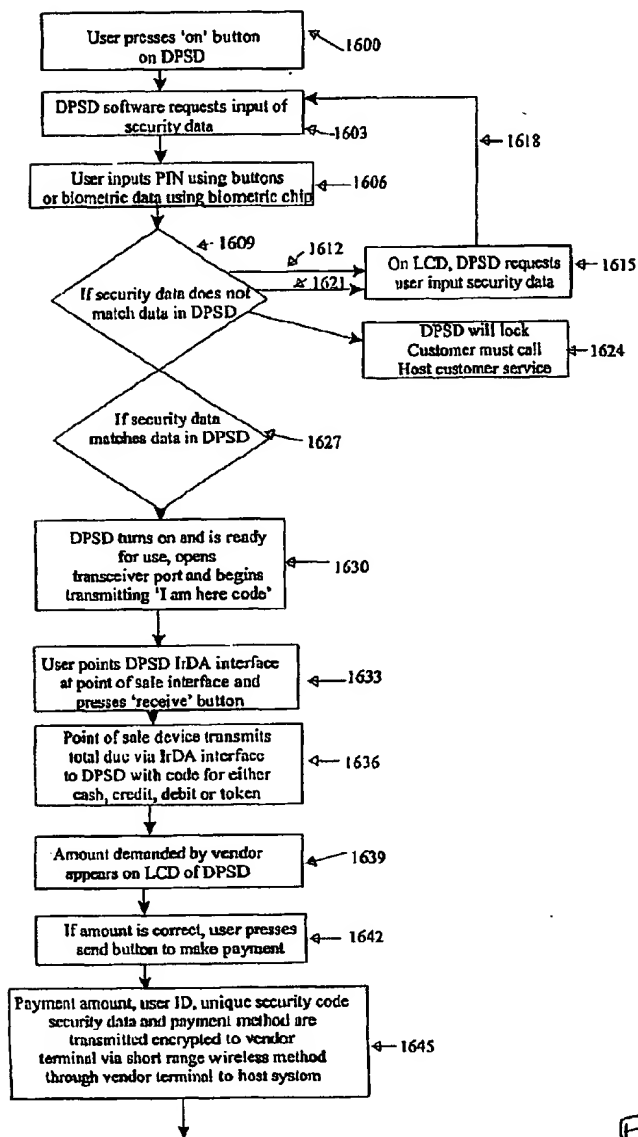 User presses 'on' button
on DPSD
1600
DPSD software requests input of
security data
1603
1618
User inputs PIN using buttons
or biometric data using biometric chip
1606
1609
1612
1621
If security data does not
match data in DPSD
On LCD, DPSD requests
user input security data
1615
DPSD will lock
Customer must call
Host customer service
1624
If security data
matches data in DPSD
1627
DPSD turns on and is ready
for use, opens
transceiver port and begins
transmitting 'I am here code'
1630
User points DPSD IrDA interface
at point of sale interface and
presses 'receive' button
1633
Point of sale device transmits
total due via IrDA interface
to DPSD with code for either
cash, credit, debit or token
1636
Amount demanded by vendor
appears on LCD of DPSD
1639
If amount is correct, user presses
send button to make payment
1642
Payment amount, user ID, unique security code
security data and payment method are
transmitted encrypted to vendor
terminal via short range wireless method
through vendor terminal to host system
1645